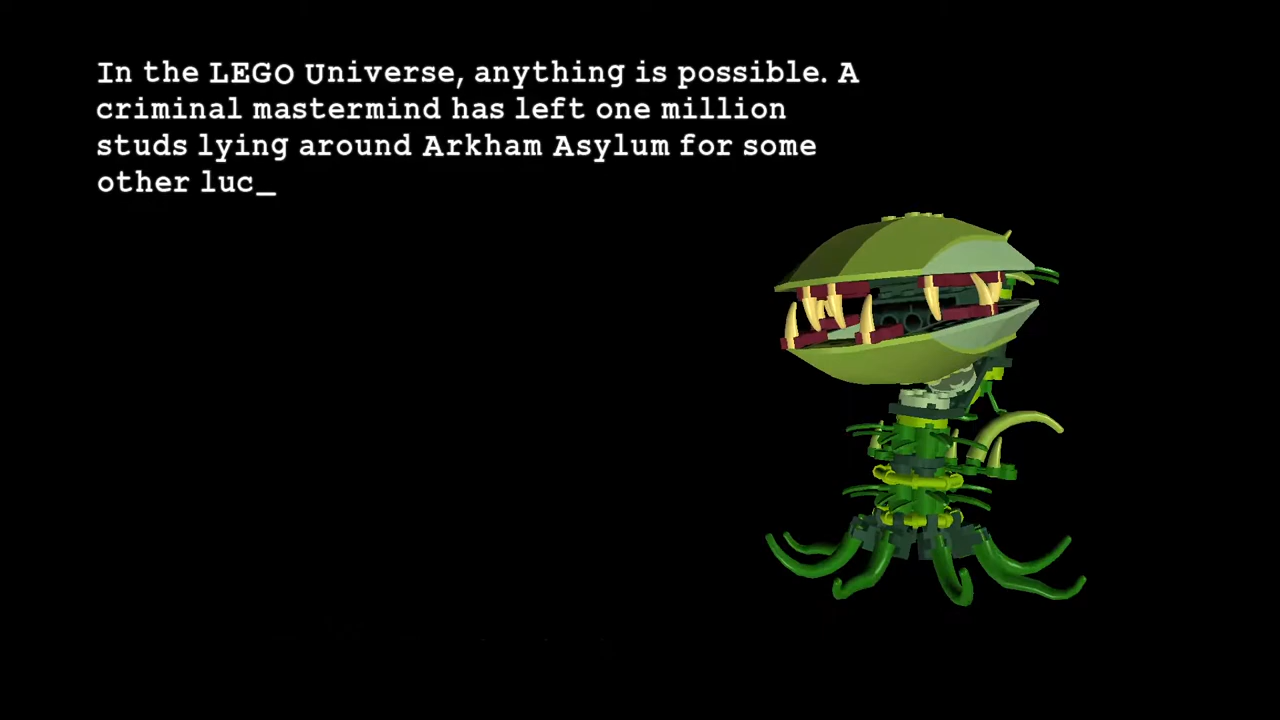 In the LEGO Universe, anything is possible. A
criminal mastermind has left one million
studs lying around Arkham Asylum for some
other luc_